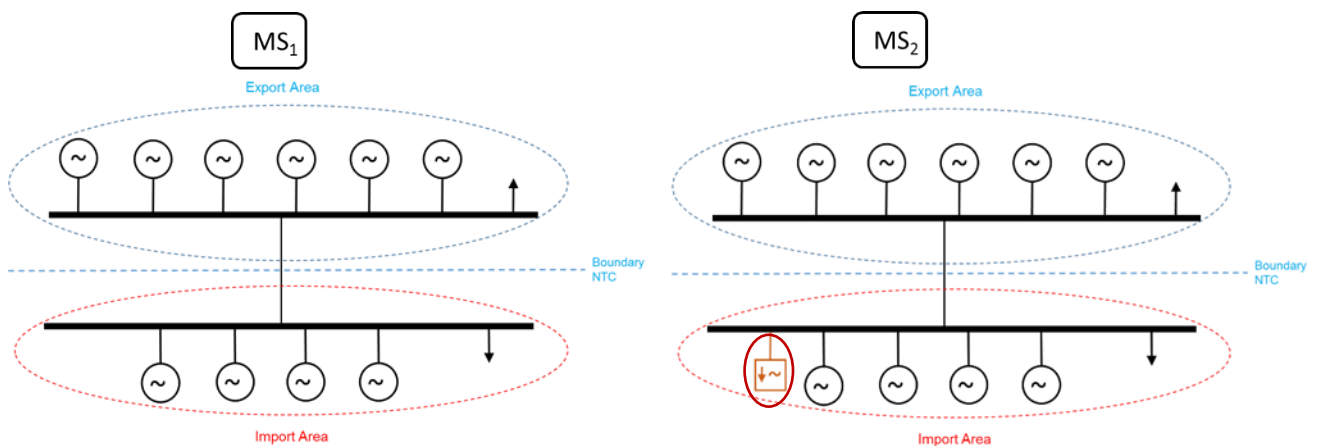 MS₁
Export Area
Boundary
NTC
Import Area
MS₂
Export Area
Boundary
NTC
Import Area